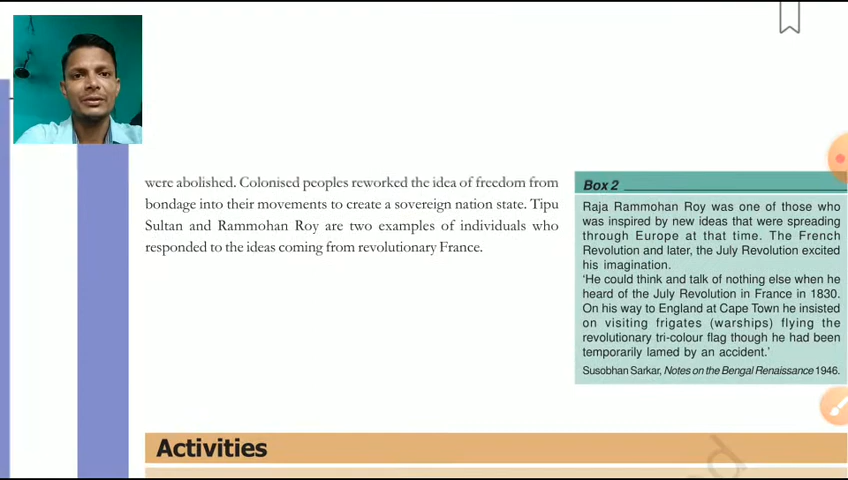 were abolished. Colonised peoples reworked the idea of freedom from
bondage into their movements to create a sovereign nation state. Tipu
Sultan and Rammohan Roy are two examples of individuals who
responded to the ideas coming from revolutionary France.
Box 2
Raja Rammohan Roy was one of those who
was inspired by new ideas that were spreading
through Europe at that time. The French
Revolution and later, the July Revolution excited
his imagination.
‘He could think and talk of nothing else when he
heard of the July Revolution in France in 1830.
On his way to England at Cape Town he insisted
on visiting frigates (warships) flying the
revolutionary tri-colour flag though he had been
temporarily lamed by an accident.’
Susobhan Sarkar, Notes on the Bengal Renaissance 1946.
Activities